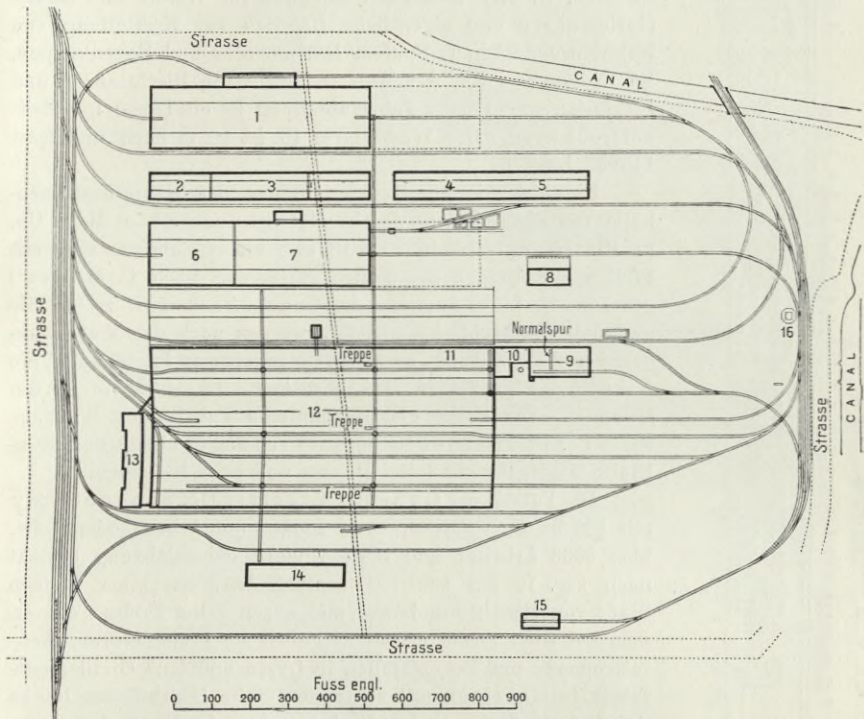 Strasse
CANAL
1
2 3 4 5
6 7
8
Strasse
16
Normalspur
Treppe 11 10 9
12
Treppe
13
Strasse
CANAL
Treppe
14
15
Strasse
Fuss engl.
0 100 200 300 400 500 600 700 800 900